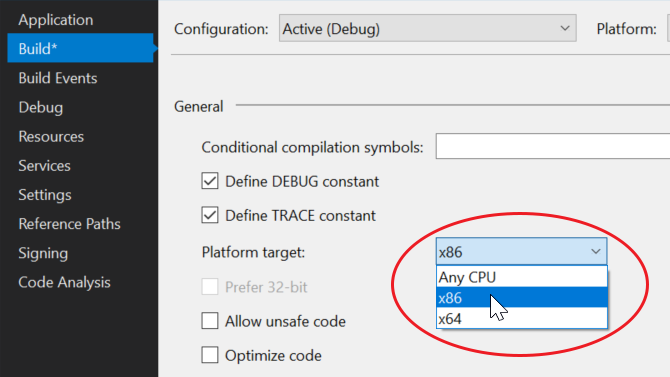 Application
Build*
Build Events
Debug
Resources
Services
Settings
Reference Paths
Signing
Code Analysis
Configuration: Active (Debug) Platform:
General
Conditional compilation symbols:
Define DEBUG constant
Define TRACE constant
Platform target: x86
Any CPU
x86
x64
Prefer 32-bit
Allow unsafe code
Optimize code